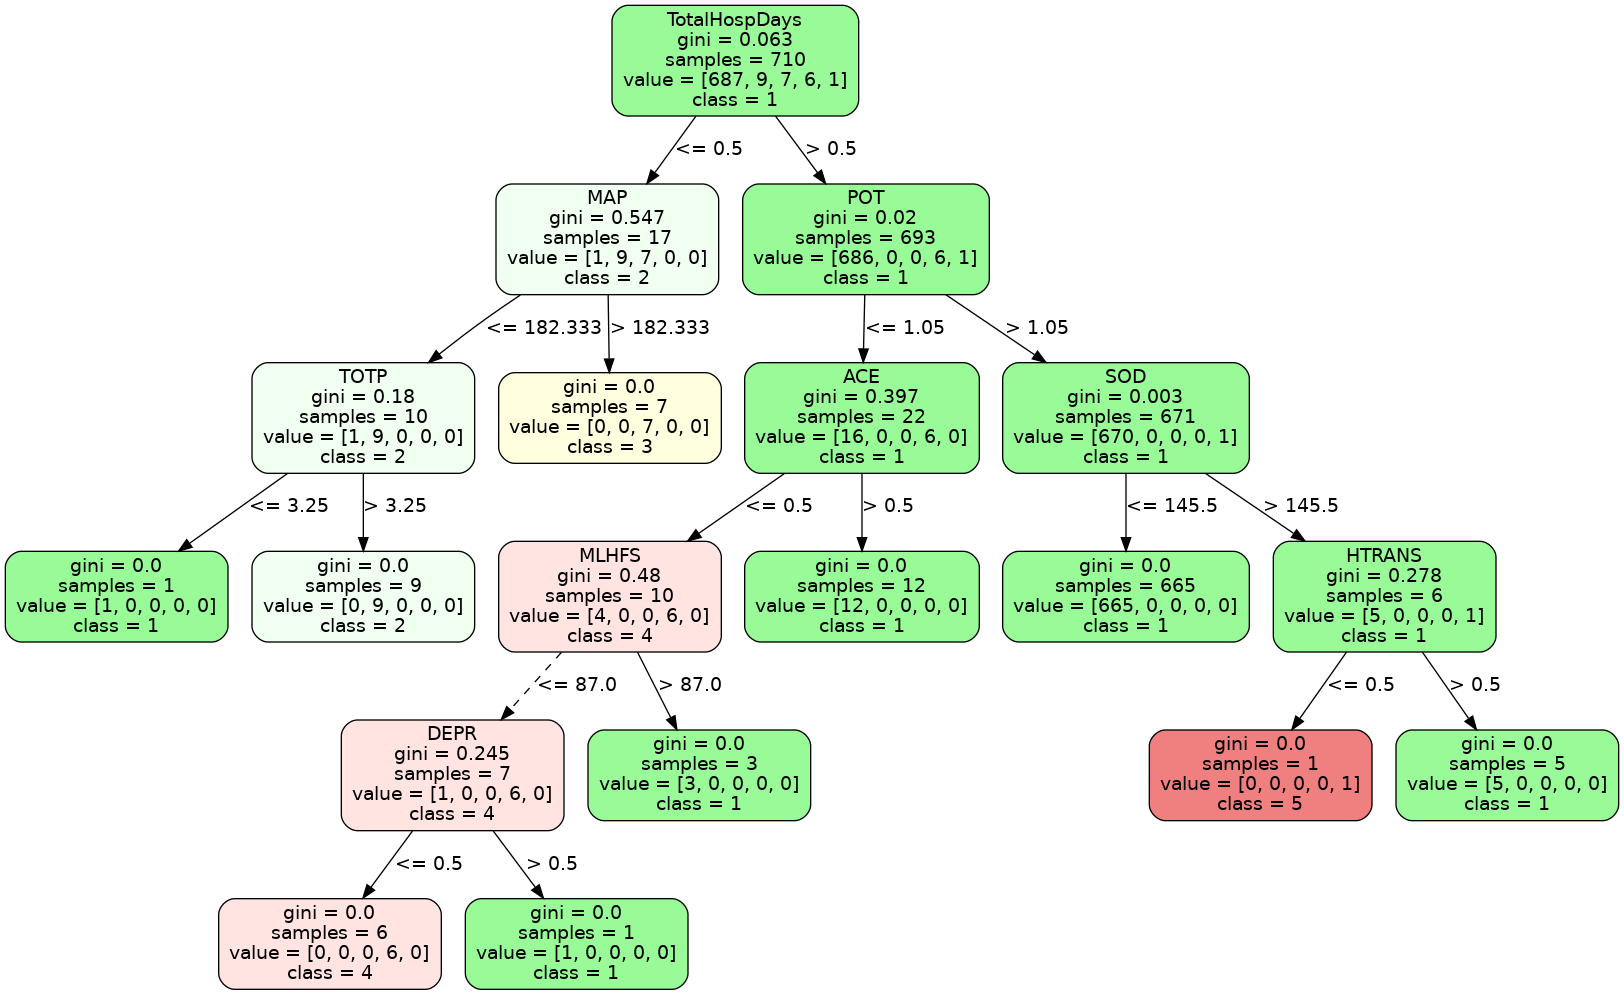 TotalHospDays
gini = 0.063
samples = 710
value = [687, 9, 7, 6, 1]
class = 1
<= 0.5
> 0.5
MAP
gini = 0.547
samples = 17
value = [1, 9, 7, 0, 0]
class = 2
POT
gini = 0.02
samples = 693
value = [686, 0, 0, 6, 1]
class = 1
<= 182.333
> 182.333
<= 1.05
> 1.05
TOTP
gini = 0.18
samples = 10
value = [1, 9, 0, 0, 0]
class = 2
gini = 0.0
samples = 7
value = [0, 0, 7, 0, 0]
class = 3
ACE
gini = 0.397
samples = 22
value = [16, 0, 0, 6, 0]
class = 1
SOD
gini = 0.003
samples = 671
value = [670, 0, 0, 0, 1]
class = 1
<= 3.25
> 3.25
<= 0.5
> 0.5
<= 145.5
> 145.5
gini = 0.0
samples = 1
value = [1, 0, 0, 0, 0]
class = 1
gini = 0.0
samples = 9
value = [0, 9, 0, 0, 0]
class = 2
MLHFS
gini = 0.48
samples = 10
value = [4, 0, 0, 6, 0]
class = 4
gini = 0.0
samples = 12
value = [12, 0, 0, 0, 0]
class = 1
gini = 0.0
samples = 665
value = [665, 0, 0, 0, 0]
class = 1
HTRANS
gini = 0.278
samples = 6
value = [5, 0, 0, 0, 1]
class = 1
<= 87.0
> 87.0
<= 0.5
> 0.5
DEPR
gini = 0.245
samples = 7
value = [1, 0, 0, 6, 0]
class = 4
gini = 0.0
samples = 3
value = [3, 0, 0, 0, 0]
class = 1
gini = 0.0
samples = 1
value = [0, 0, 0, 0, 1]
class = 5
gini = 0.0
samples = 5
value = [5, 0, 0, 0, 0]
class = 1
<= 0.5
> 0.5
gini = 0.0
samples = 6
value = [0, 0, 0, 6, 0]
class = 4
gini = 0.0
samples = 1
value = [1, 0, 0, 0, 0]
class = 1